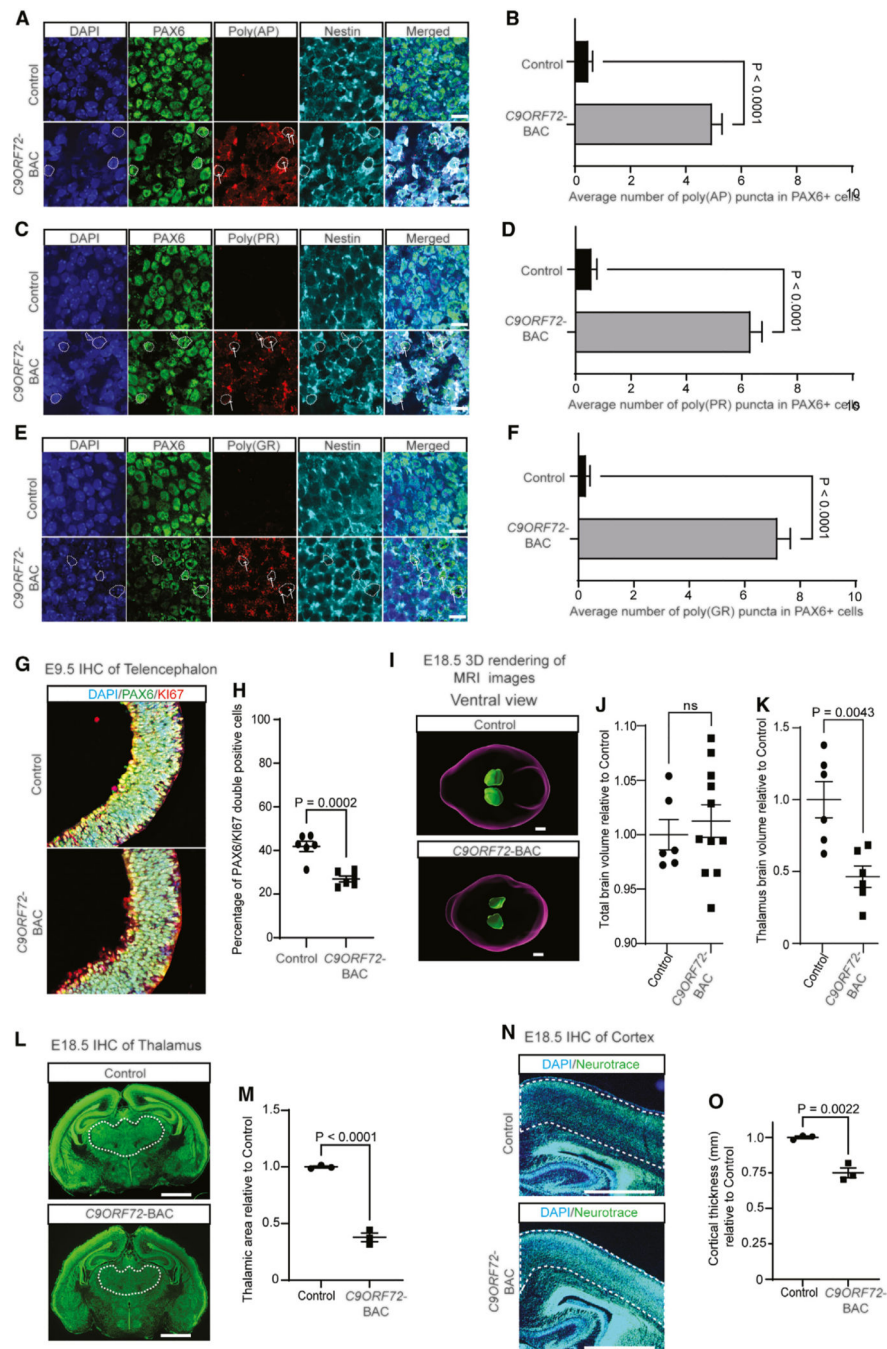 A
DAPI PAX6 Poly(AP) Nestin Merged
Control
C9ORF72-
BAC
B
Control
C9ORF72-
BAC
P < 0.0001
0 2 4 6 8 10
Average number of poly(AP) puncta in PAX6+ cells
C
DAPI PAX6 Poly(PR) Nestin Merged
Control
C9ORF72-
BAC
D
Control
C9ORF72-
BAC
P < 0.0001
0 2 4 6 8 10
Average number of poly(PR) puncta in PAX6+ cells
E
DAPI PAX6 Poly(GR) Nestin Merged
Control
C9ORF72-
BAC
F
Control
C9ORF72-
BAC
P < 0.0001
0 2 4 6 8 10
Average number of poly(GR) puncta in PAX6+ cells
G
E9.5 IHC of Telencephalon
DAPI/PAX6/KI67
Control
C9ORF72-
BAC
H
Percentage of PAX6/KI67 double positive cells
100
80
60
40
20
0
P = 0.0002
Control C9ORF72-
BAC
I
E18.5 3D rendering of
MRI images
Ventral view
Control
C9ORF72-BAC
J
Total brain volume relative to Control
1.10
1.05
1.00
0.95
0.90
ns
Control
C9ORF72-
BAC
K
Thalamus brain volume relative to Control
1.5
1.0
0.5
0
P = 0.0043
Control
C9ORF72-
BAC
L
E18.5 IHC of Thalamus
Control
C9ORF72-BAC
M
Thalamic area relative to Control
1.5
1.0
0.5
0
P < 0.0001
Control C9ORF72-
BAC
N
E18.5 IHC of Cortex
DAPI/Neurotrace
Control
DAPI/Neurotrace
C9ORF72-
BAC
O
Cortical thickness (mm)
relative to Control
1.0
0.75
0.5
0
P = 0.0022
Control C9ORF72-
BAC